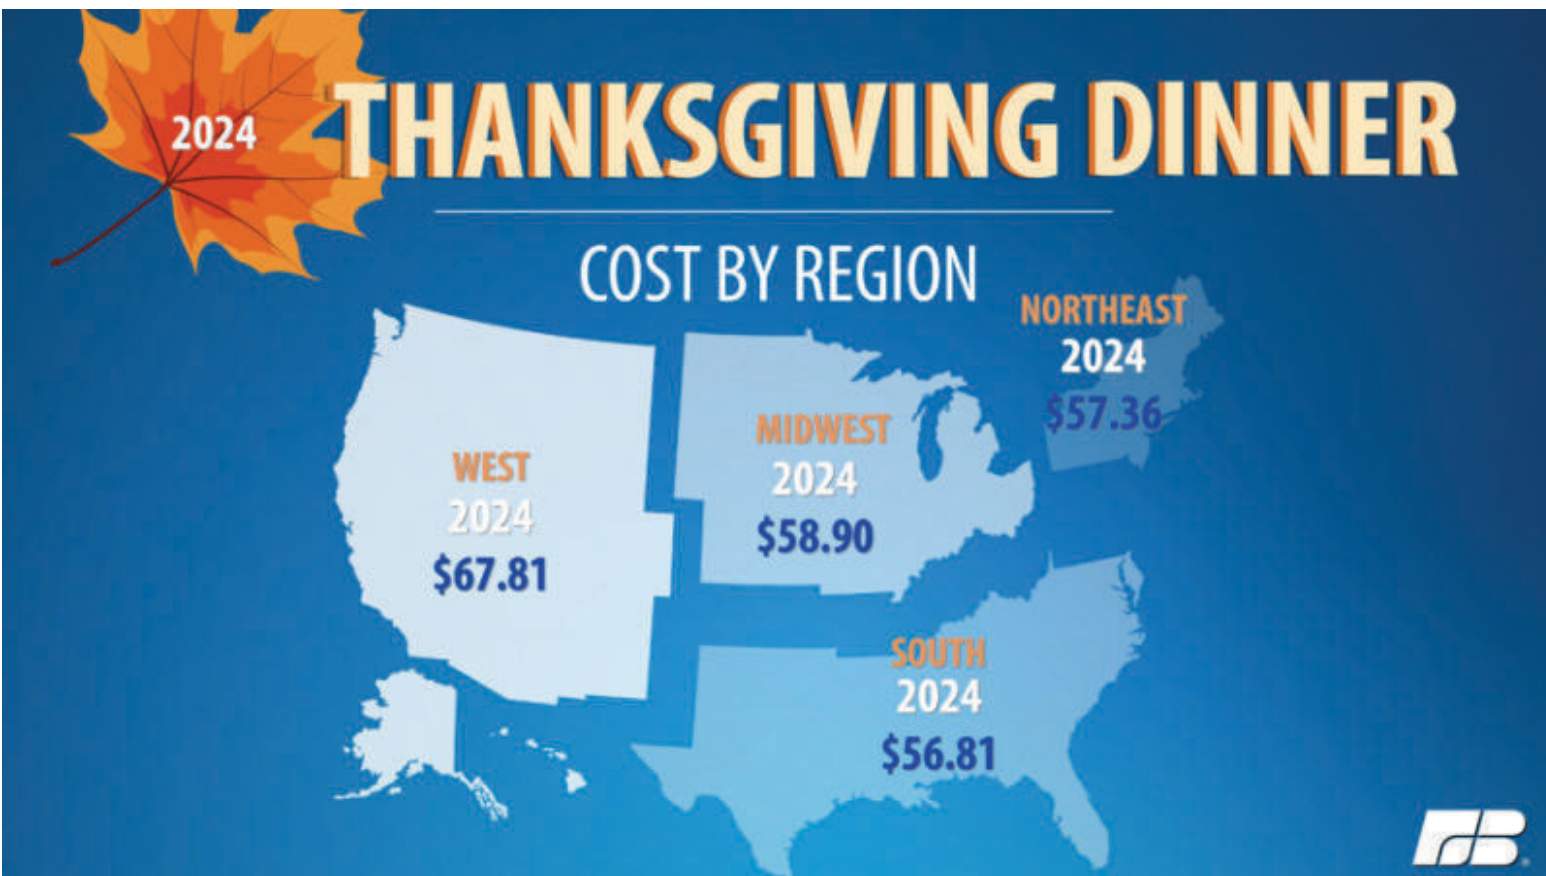 2024
THANKSGIVING DINNER
COST BY REGION
NORTHEAST
2024
$57.36
MIDWEST
2024
$58.90
WEST
2024
$67.81
SOUTH
2024
$56.81
FB